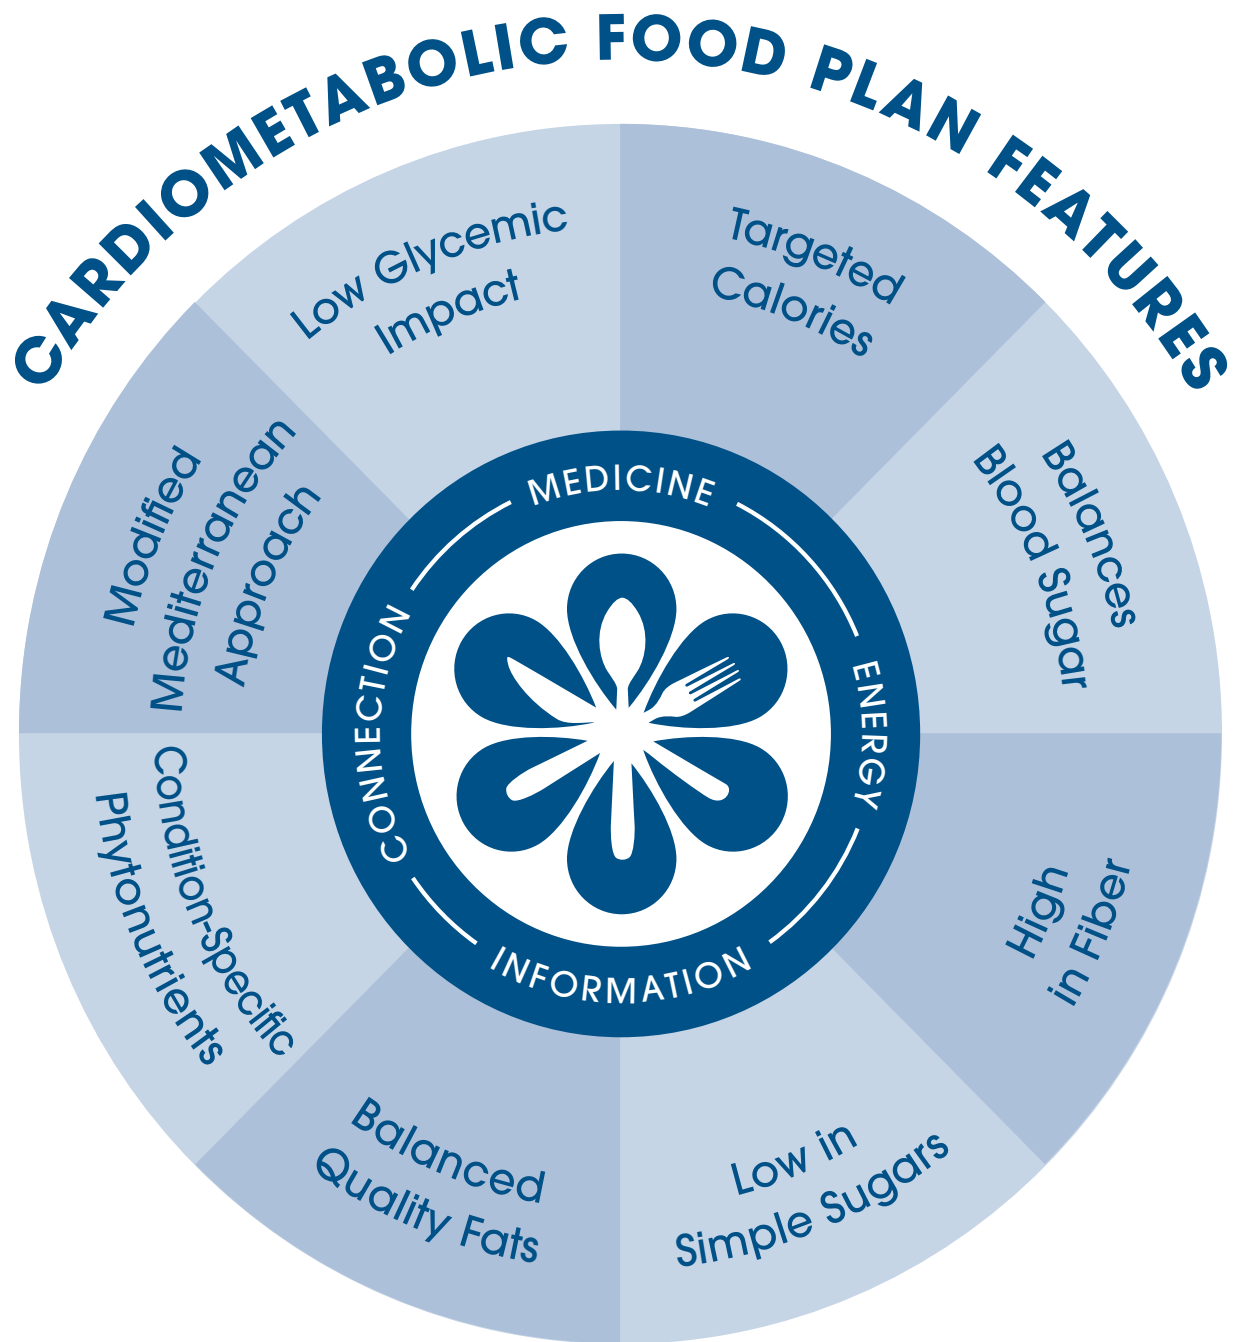 CARDIOMETABOLIC FOOD PLAN FEATURES
Targeted
Calories
Balances
Blood Sugar
High
in Fiber
Low in
Simple Sugars
Balanced
Quality Fats
Condition-Specific
Phytonutrients
Modified
Mediterranean
Approach
Low Glycemic
Impact
MEDICINE
ENERGY
INFORMATION
CONNECTION